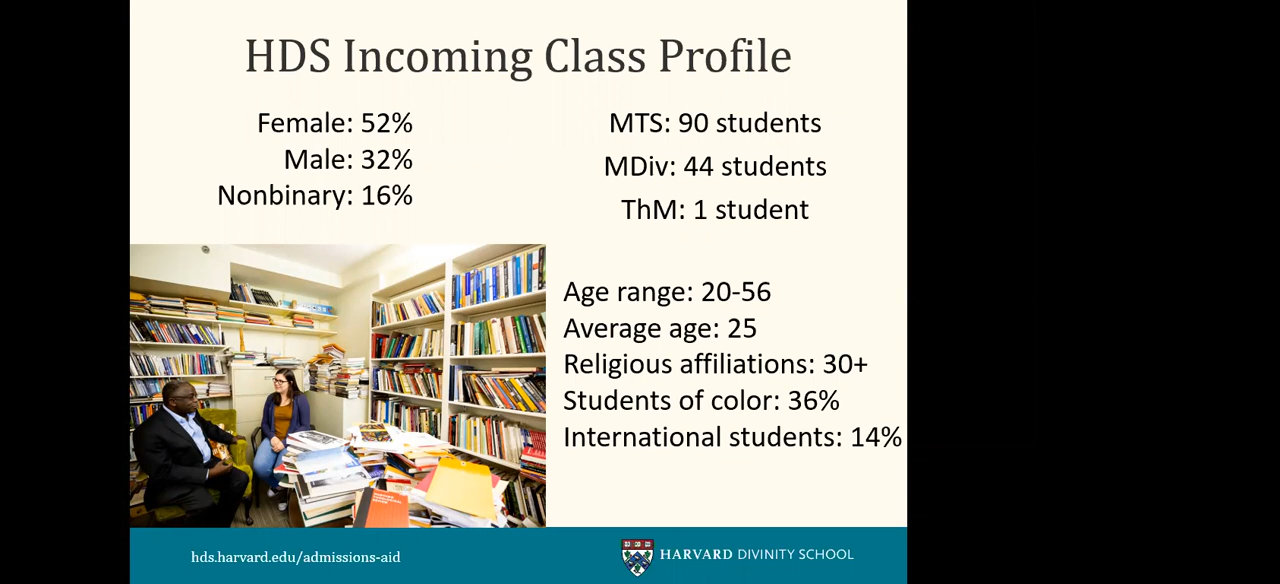 HDS Incoming Class Profile
Female: 52%
Male: 32%
Nonbinary: 16%
MTS: 90 students
MDiv: 44 students
ThM: 1 student
Age range: 20-56
Average age: 25
Religious affiliations: 30+
Students of color: 36%
International students: 14%
hds.harvard.edu/admissions-aid
HARVARD DIVINITY SCHOOL